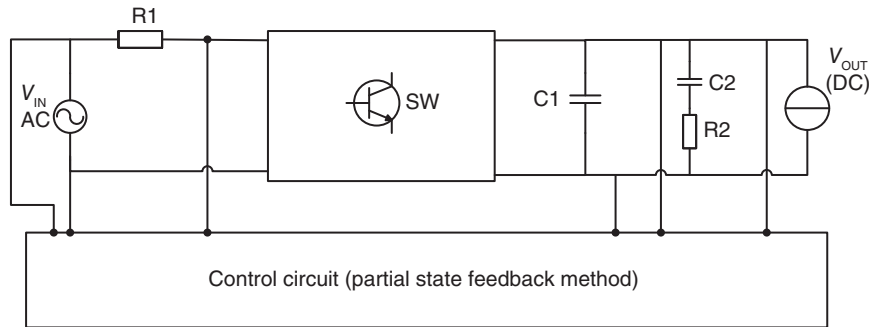 R1
V_IN
AC
SW
C1
C2
R2
V_OUT
(DC)
Control circuit (partial state feedback method)